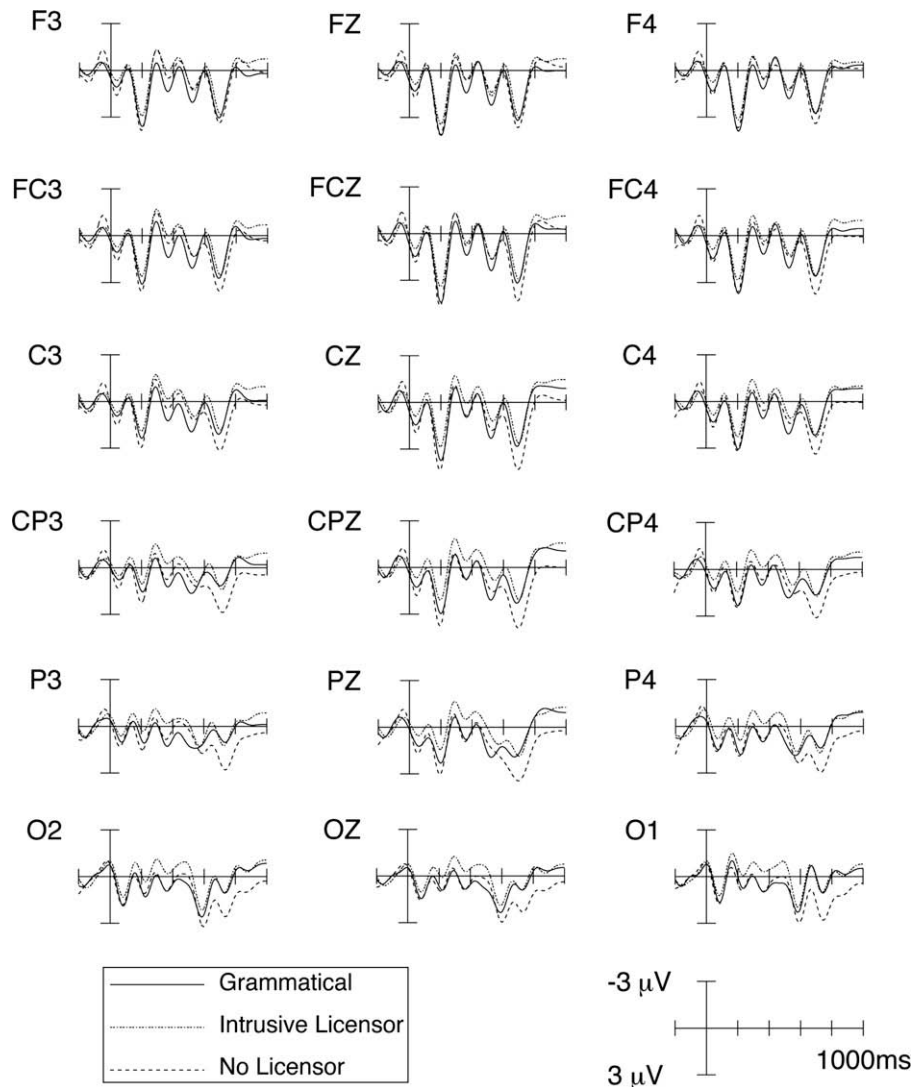 F3
FZ
F4
FC3
FCZ
FC4
C3
CZ
C4
CP3
CPZ
CP4
P3
PZ
P4
O2
OZ
O1
Grammatical
Intrusive Licensor
No Licensor
-3 μV
1000ms
3 μV